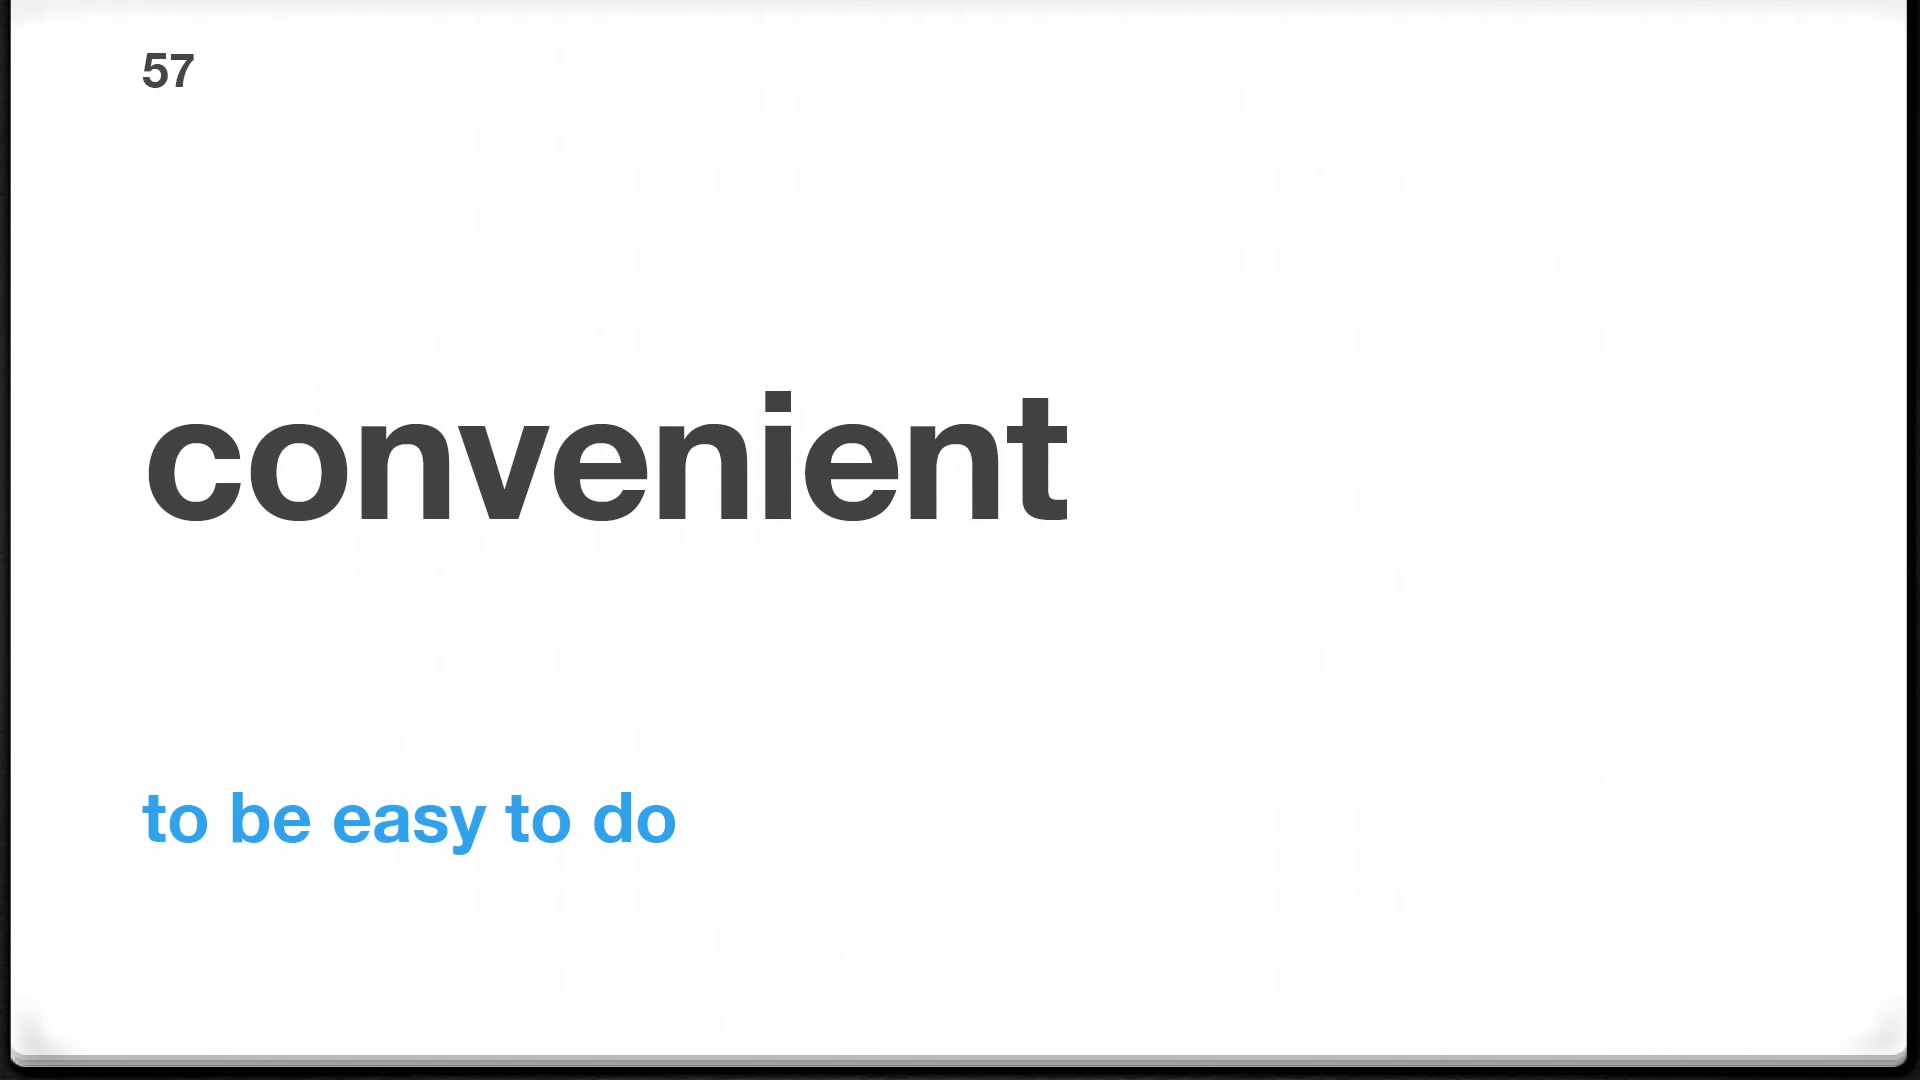 57
convenient
to be easy to do